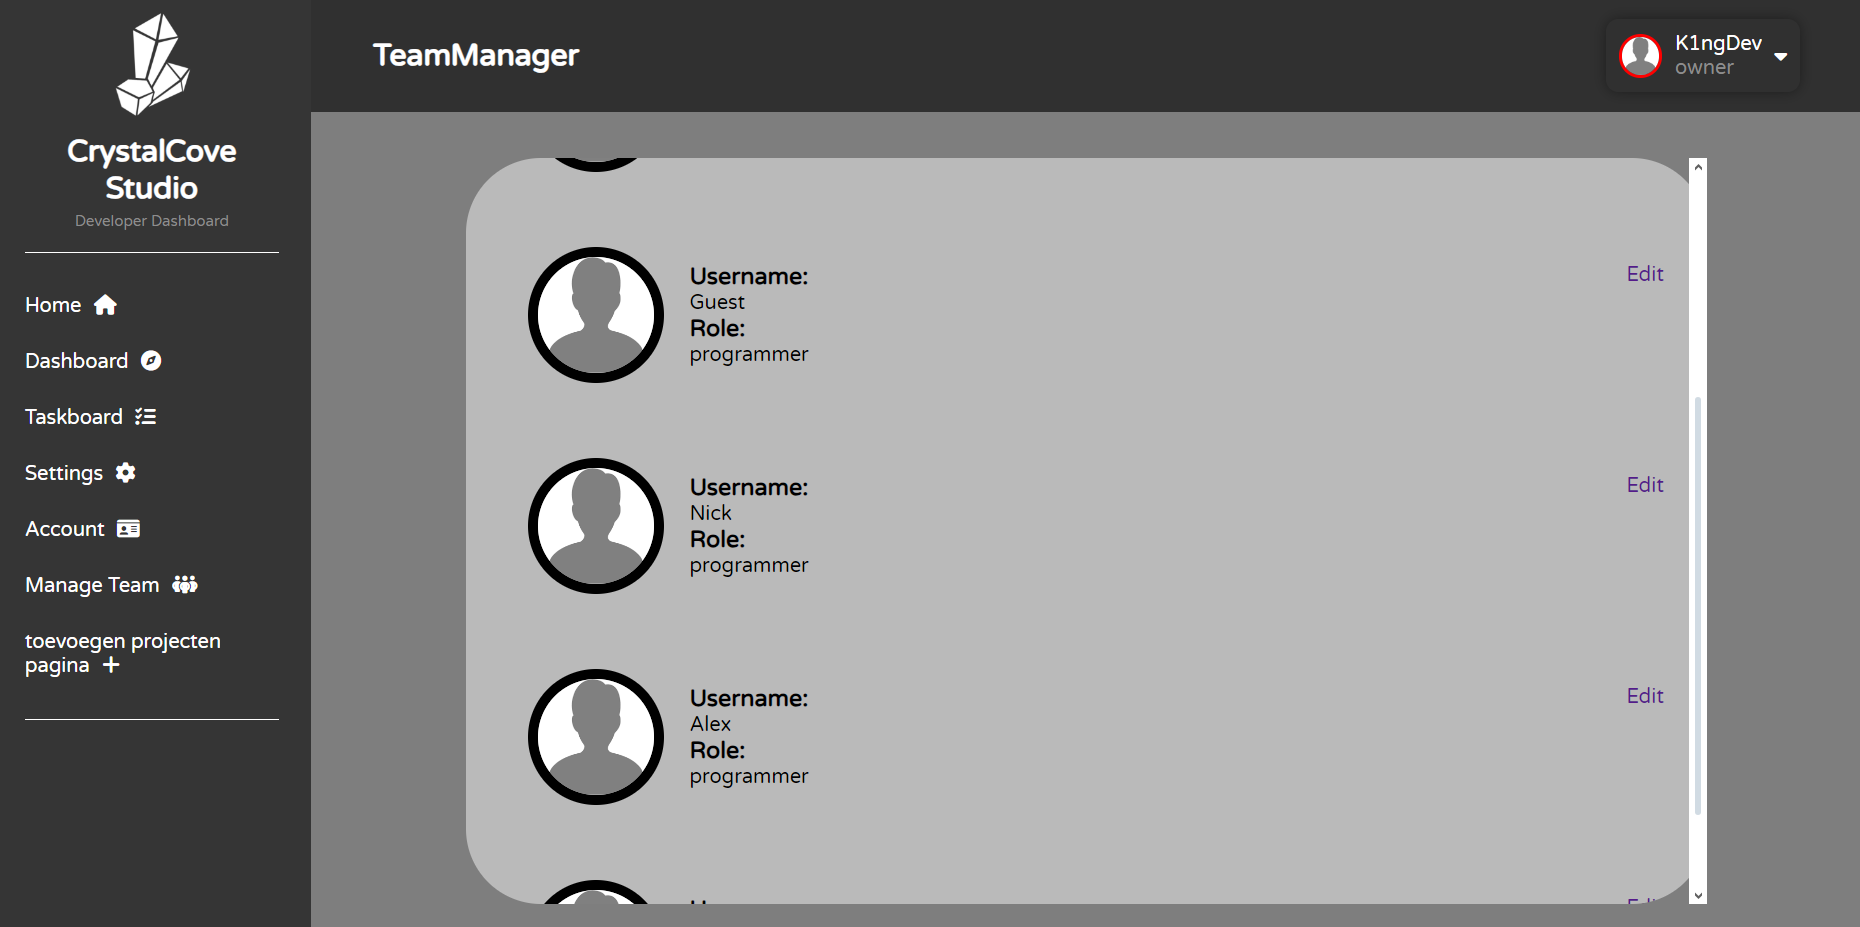 CrystalCove
Studio
Developer Dashboard
Home
Dashboard
Taskboard
Settings
Account
Manage Team
toevoegen projecten
pagina
TeamManager
K1ngDev
owner
Username:
Guest
Role:
programmer
Edit
Username:
Nick
Role:
programmer
Edit
Username:
Alex
Role:
programmer
Edit